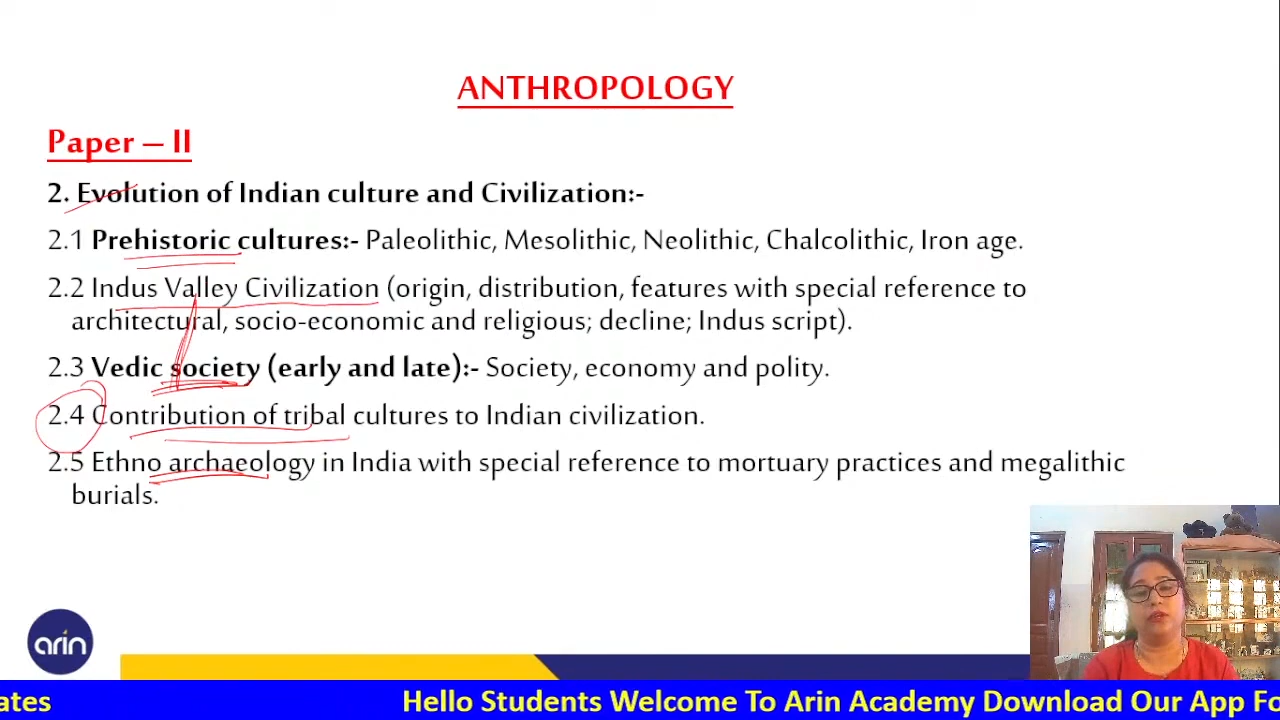 ANTHROPOLOGY
Paper – II
2. Evolution of Indian culture and Civilization:-
2.1 Prehistoric cultures:- Paleolithic, Mesolithic, Neolithic, Chalcolithic, Iron age.
2.2 Indus Valley Civilization (origin, distribution, features with special reference to
architectural, socio-economic and religious; decline; Indus script).
2.3 Vedic society (early and late):- Society, economy and polity.
2.4 Contribution of tribal cultures to Indian civilization.
2.5 Ethno archaeology in India with special reference to mortuary practices and megalithic
burials.
arin
ates Hello Students Welcome To Arin Academy Download Our App Fo